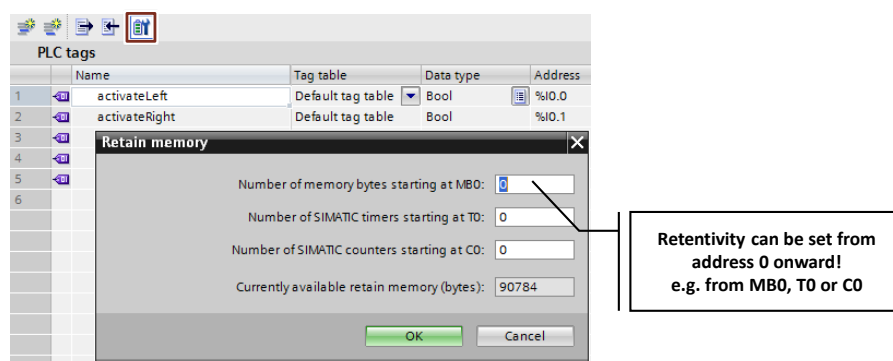 PLC tags
Name Tag table Data type Address
1 activateLeft Default tag table Bool %I0.0
2 activateRight Default tag table Bool %I0.1
3
4
5
6
Retain memory
Number of memory bytes starting at MB0: 0
Number of SIMATIC timers starting at T0: 0
Number of SIMATIC counters starting at C0: 0
Currently available retain memory (bytes): 90784
OK Cancel
Retentivity can be set from
address 0 onward!
e.g. from MB0, T0 or C0